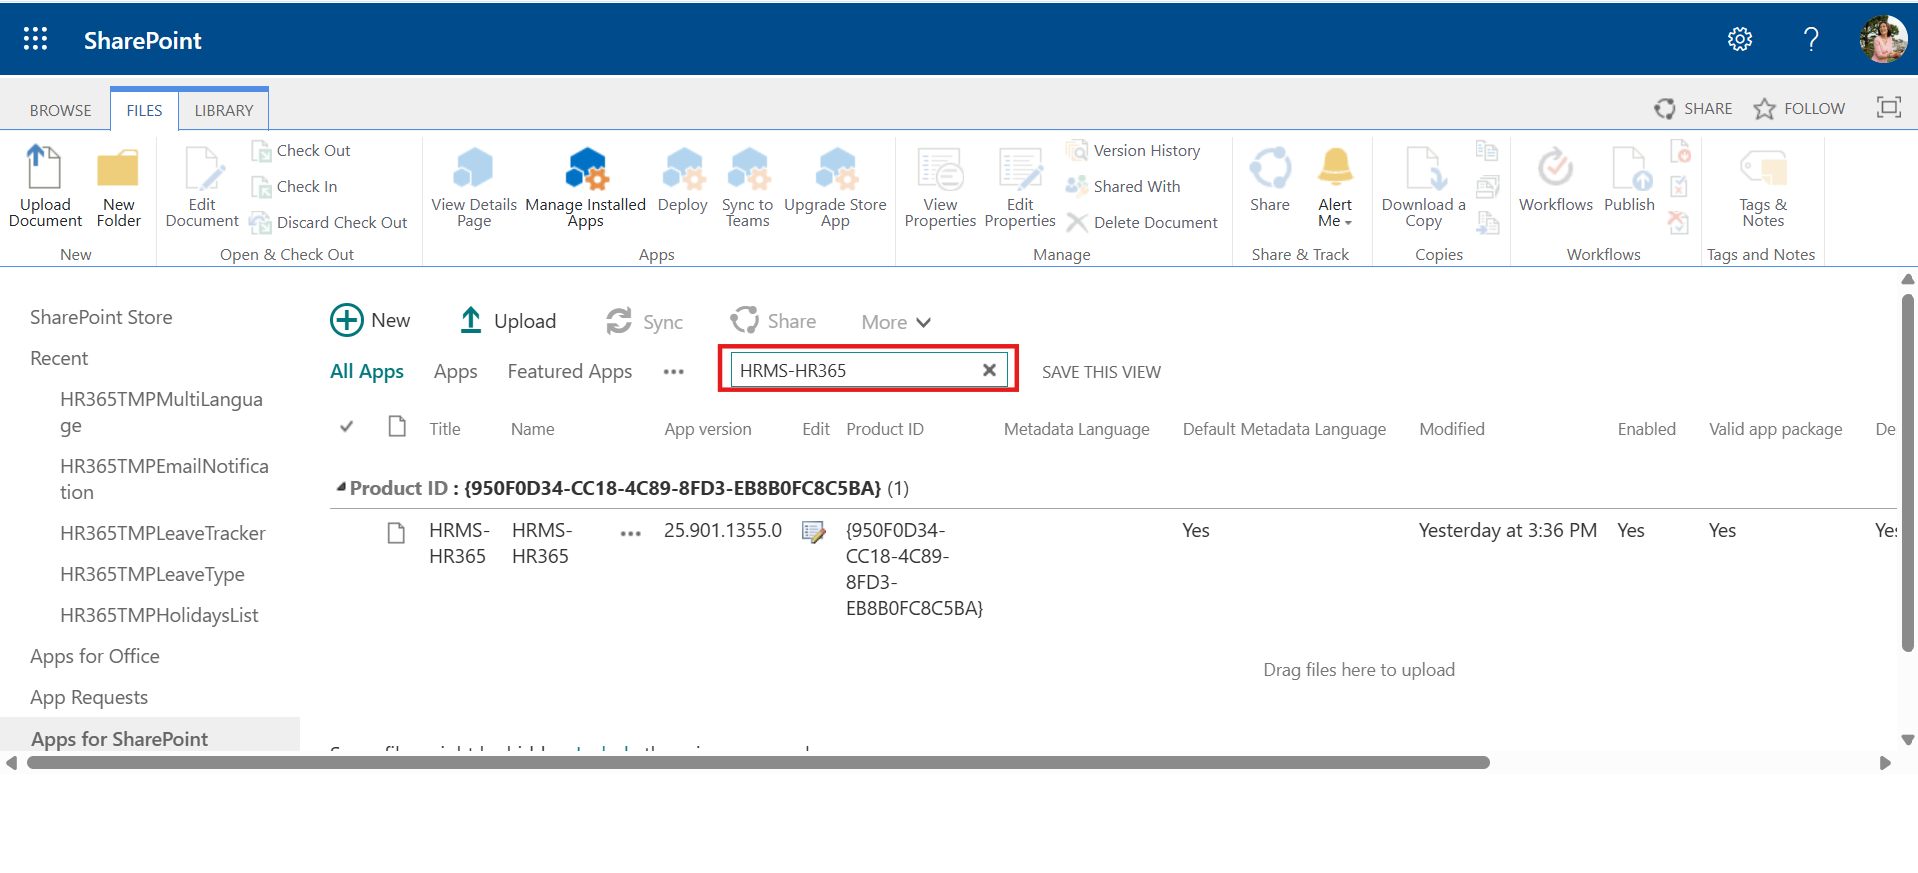 SharePoint
BROWSE FILES LIBRARY SHARE FOLLOW
Upload Document
New Folder
New
Edit Document
Check Out
Check In
Discard Check Out
Open & Check Out
View Details Page
Manage Installed Apps
Deploy
Sync to Teams
Upgrade Store App
Apps
View Properties
Edit Properties
Version History
Shared With
Delete Document
Manage
Share
Alert Me
Share & Track
Download a Copy
Copies
Workflows
Publish
Workflows
Tags & Notes
Tags and Notes
SharePoint Store
Recent
HR365TMPMultiLangua
ge
HR365TMPEmailNotifica
tion
HR365TMPLeaveTracker
HR365TMPLeaveType
HR365TMPHolidaysList
Apps for Office
App Requests
Apps for SharePoint
New Upload Sync Share More
All Apps Apps Featured Apps ••• HRMS-HR365 SAVE THIS VIEW
Title Name App version Edit Product ID Metadata Language Default Metadata Language Modified Enabled Valid app package De
Product ID : {950F0D34-CC18-4C89-8FD3-EB8B0FC8C5BA} (1)
HRMS-
HR365
HRMS-
HR365
•••
25.901.1355.0
{950F0D34-
CC18-4C89-
8FD3-
EB8B0FC8C5BA}
Yes
Yesterday at 3:36 PM
Yes
Yes
Yes
Drag files here to upload